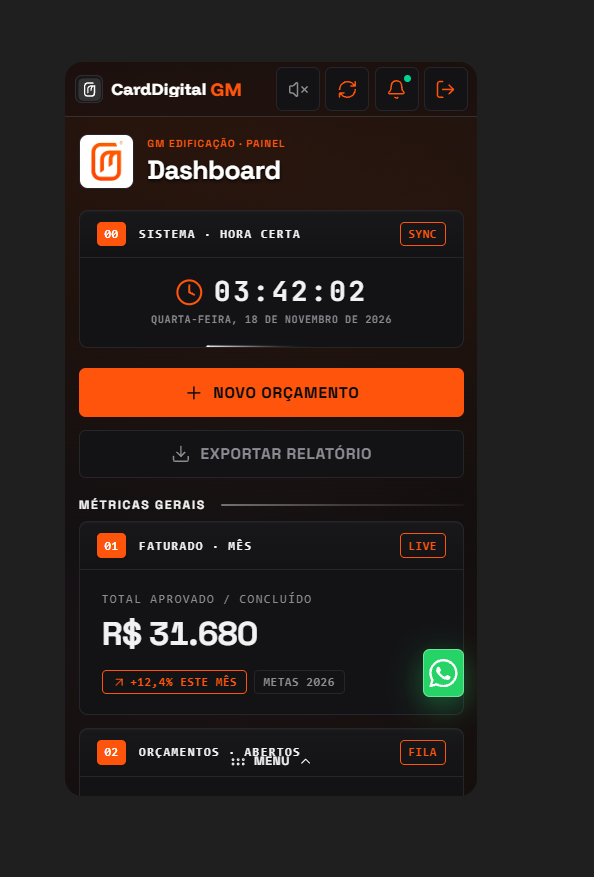 CardDigital GM
GM EDIFICAÇÃO · PAINEL
Dashboard
00 SISTEMA · HORA CERTA SYNC
03:42:02
QUARTA-FEIRA, 18 DE NOVEMBRO DE 2026
NOVO ORÇAMENTO
EXPORTAR RELATÓRIO
MÉTRICAS GERAIS
01 FATURADO · MÊS LIVE
TOTAL APROVADO / CONCLUÍDO
R$ 31.680
+12,4% ESTE MÊS METAS 2026
02 ORÇAMENTOS · ABERTOS FILA
MENU